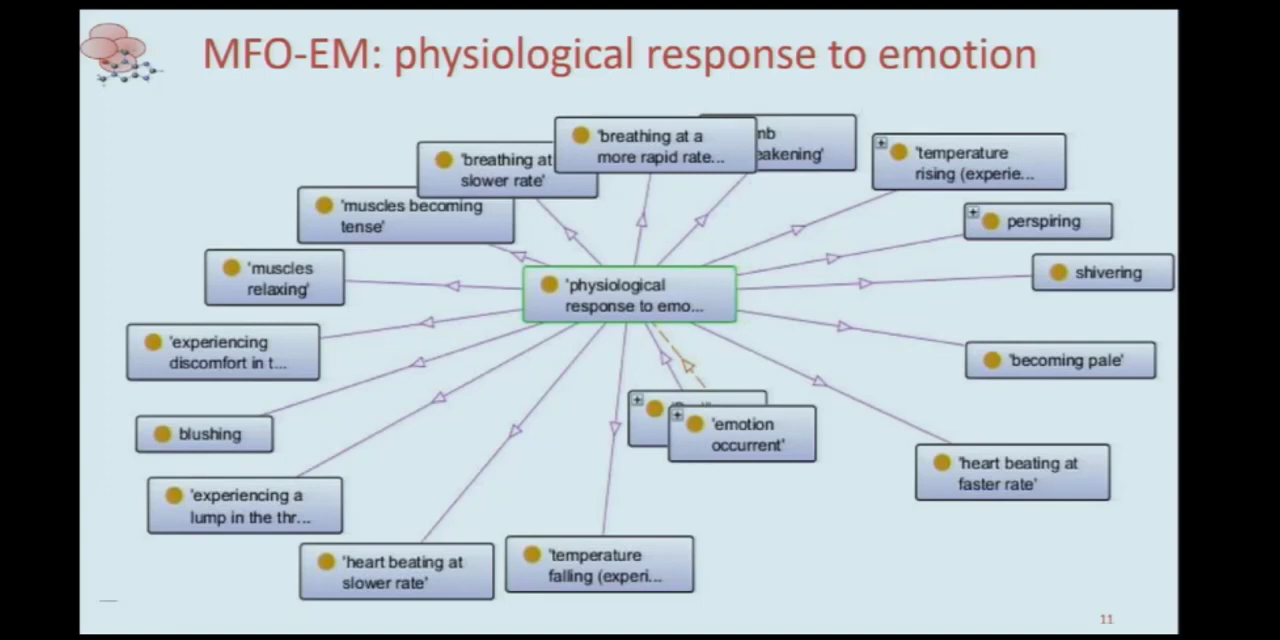 MFO-EM: physiological response to emotion
'breathing at a
more rapid rate...
'breathing at
slower rate'
'temperature
rising (experie...
'muscles becoming
tense'
perspiring
'muscles
relaxing'
shivering
'physiological
response to emo...
'experiencing
discomfort in t...
'becoming pale'
blushing
'emotion
occurrent'
'heart beating at
faster rate'
'experiencing a
lump in the thr...
'heart beating at
slower rate'
'temperature
falling (experi...
11